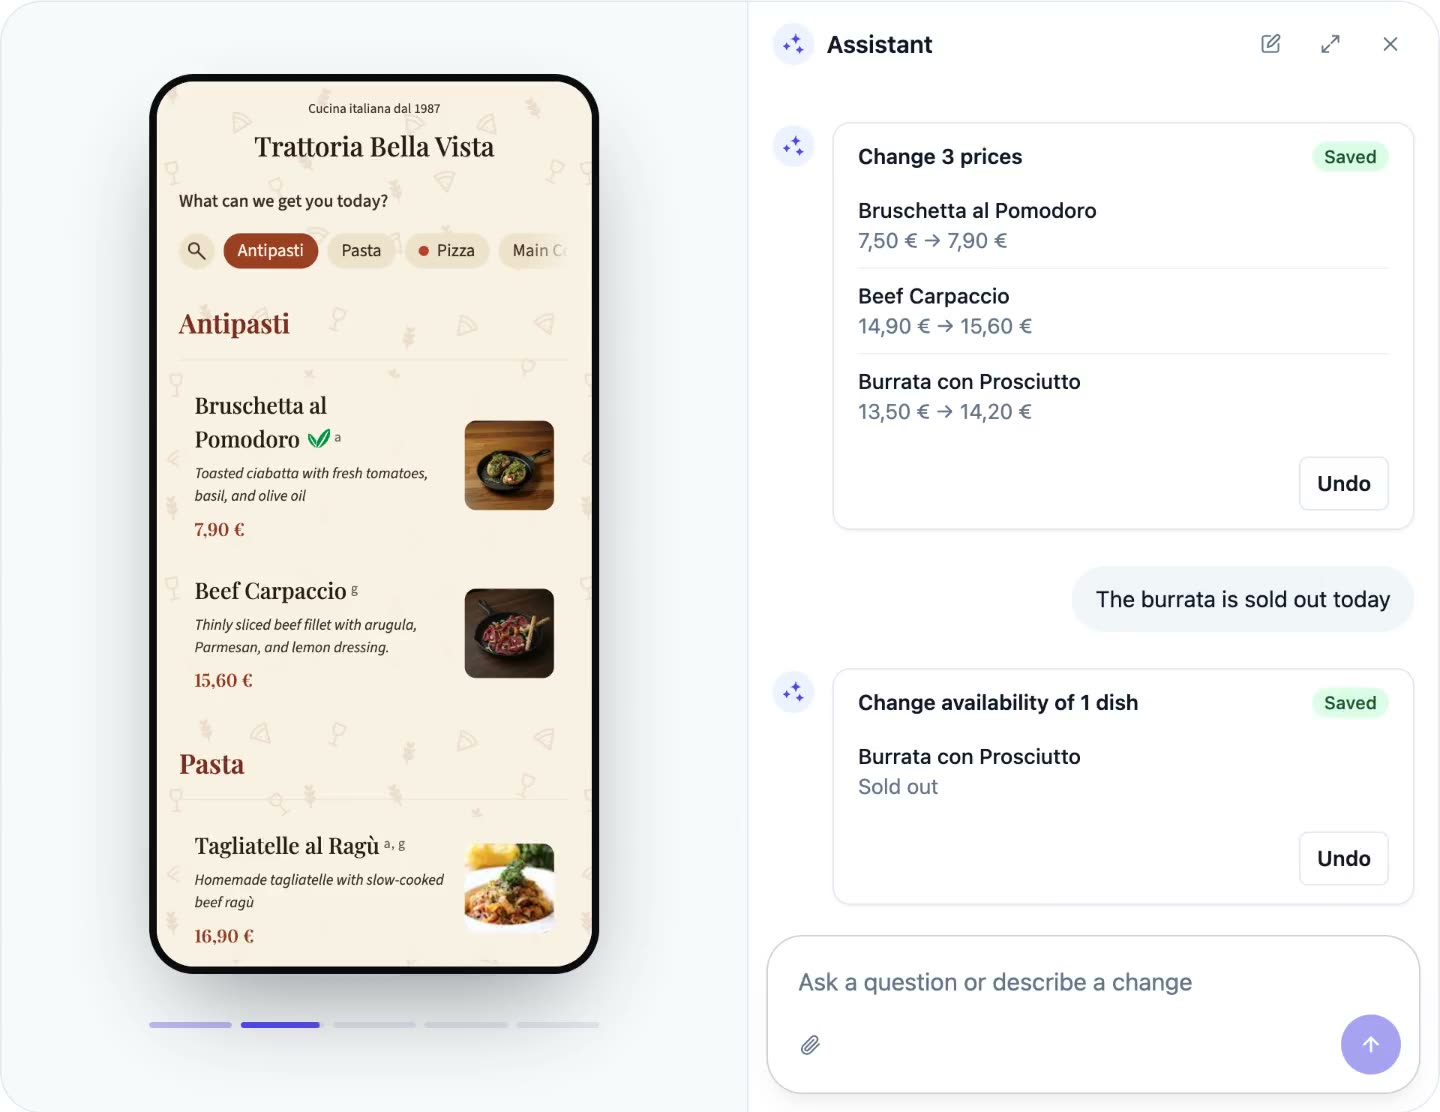 Cucina italiana dal 1987
Trattoria Bella Vista
What can we get you today?
Antipasti
Pasta
Pizza
Main C
Antipasti
Bruschetta al
Pomodoro a
Toasted ciabatta with fresh tomatoes,
basil, and olive oil
7,90 €
Beef Carpaccio g
Thinly sliced beef fillet with arugula,
Parmesan, and lemon dressing.
15,60 €
Pasta
Tagliatelle al Ragù a, g
Homemade tagliatelle with slow-cooked
beef ragù
16,90 €
Assistant
Change 3 prices
Saved
Bruschetta al Pomodoro
7,50 € → 7,90 €
Beef Carpaccio
14,90 € → 15,60 €
Burrata con Prosciutto
13,50 € → 14,20 €
Undo
The burrata is sold out today
Change availability of 1 dish
Saved
Burrata con Prosciutto
Sold out
Undo
Ask a question or describe a change